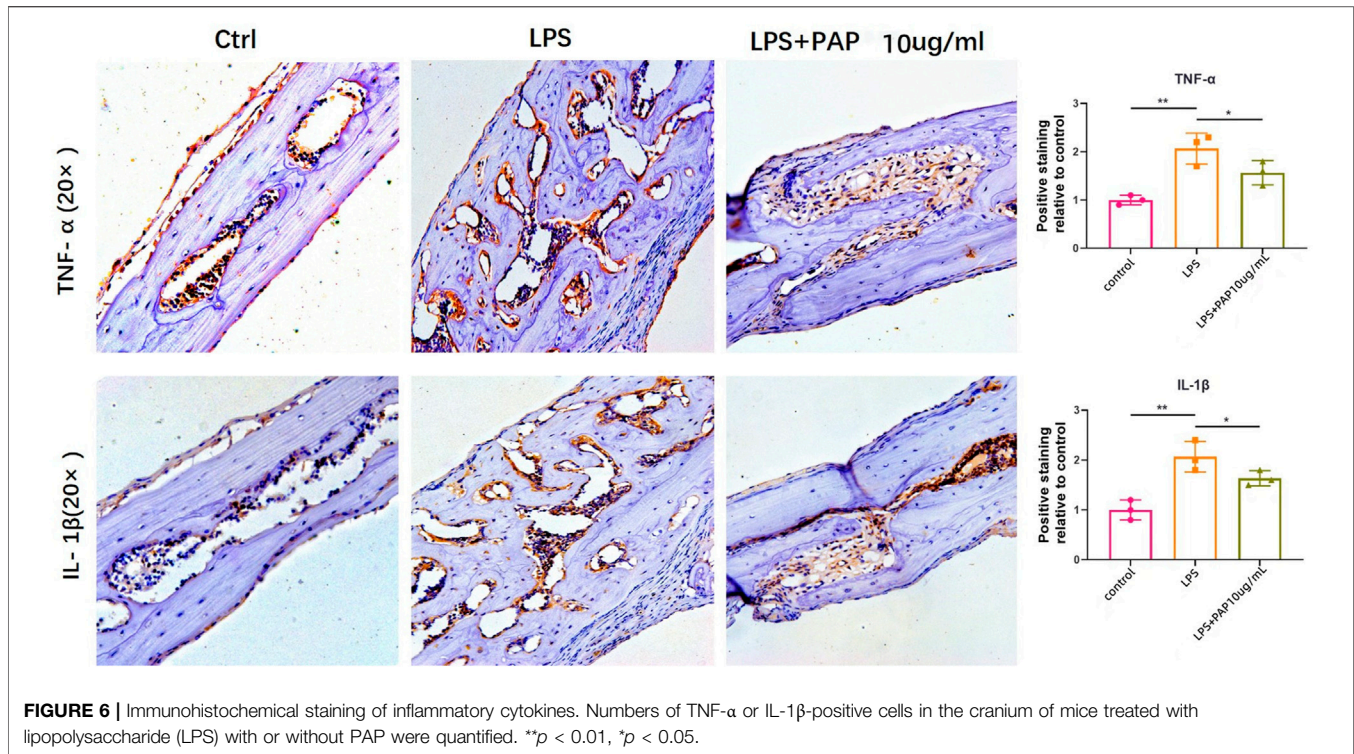 Ctrl LPS LPS+PAP 10ug/ml
TNF- α (20×)
TNF-α
Positive staining
relative to control
3
2
1
0
** *
control LPS LPS+PAP10ug/mL
IL- 1β(20×)
IL-1β
Positive staining
relative to control
3
2
1
0
** *
control LPS LPS+PAP10ug/mL
FIGURE 6 | Immunohistochemical staining of inflammatory cytokines. Numbers of TNF-α or IL-1β-positive cells in the cranium of mice treated with
lipopolysaccharide (LPS) with or without PAP were quantified. **p < 0.01, *p < 0.05.